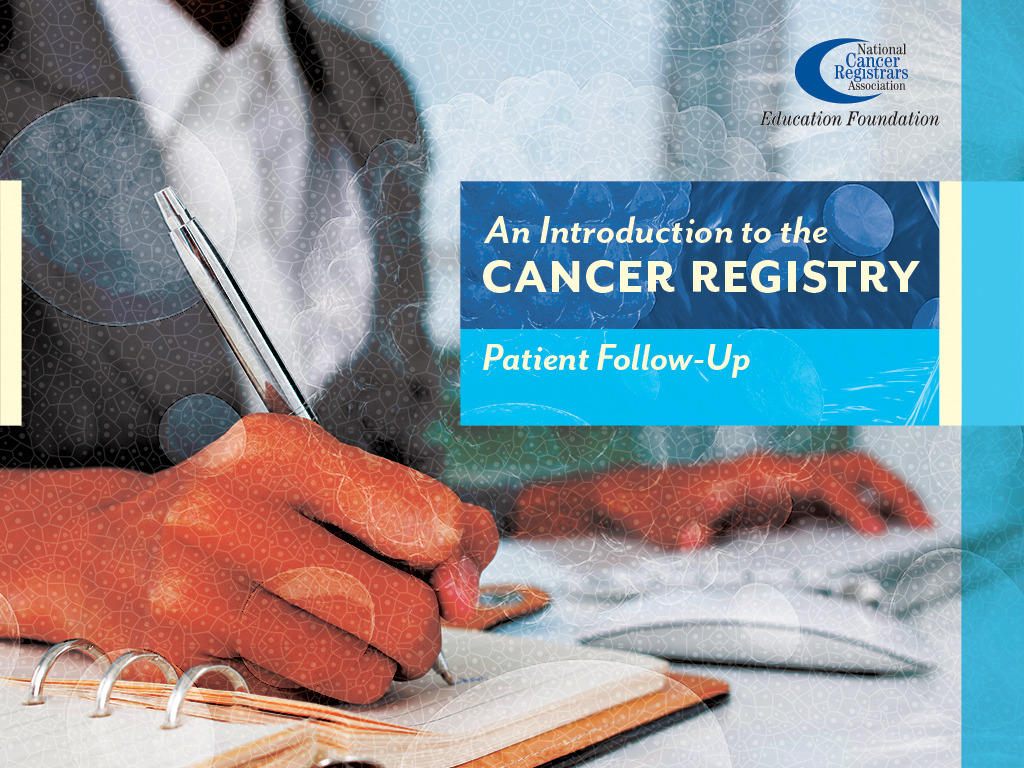 National
Cancer
Registrars
Association
Education Foundation
An Introduction to the
CANCER REGISTRY
Patient Follow-Up